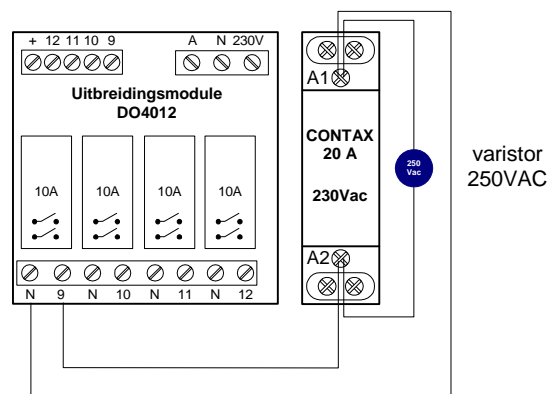 + 12 11 10 9
A N 230V
Uitbreidingsmodule
DO4012
10A 10A 10A 10A
N 9 N 10 N 11 N 12
A1
CONTAX
20 A
230Vac
A2
250
Vac
varistor
250VAC